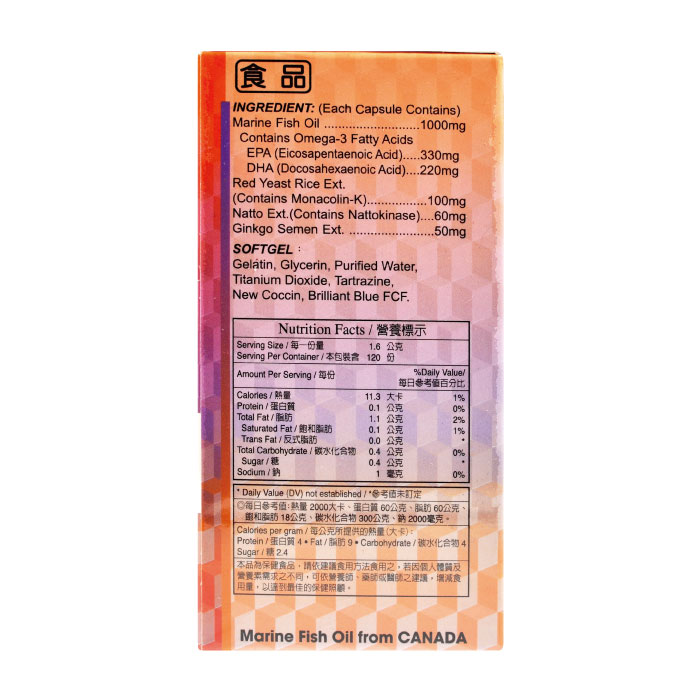 食品
INGREDIENT: (Each Capsule Contains)
Marine Fish Oil ...........................1000mg
Contains Omega-3 Fatty Acids
EPA (Eicosapentaenoic Acid).....330mg
DHA (Docosahexaenoic Acid)....220mg
Red Yeast Rice Ext.
(Contains Monacolin-K).................100mg
Natto Ext.(Contains Nattokinase)....60mg
Ginkgo Semen Ext. ........................50mg
SOFTGEL :
Gelatin, Glycerin, Purified Water,
Titanium Dioxide, Tartrazine,
New Coccin, Brilliant Blue FCF.
Nutrition Facts / 營養標示
Serving Size / 每一份量 1.6 公克
Serving Per Container / 本包裝含 120 份
Amount Per Serving / 每份 %Daily Value/
每日參考值百分比
Calories / 熱量 11.3 大卡 1%
Protein / 蛋白質 0.1 公克 0%
Total Fat / 脂肪 1.1 公克 2%
Saturated Fat / 飽和脂肪 0.1 公克 1%
Trans Fat / 反式脂肪 0.0 公克 *
Total Carbohydrate / 碳水化合物 0.4 公克 0%
Sugar / 糖 0.4 公克 *
Sodium / 鈉 1 毫克 0%
* Daily Value (DV) not established / *參考值未訂定
◎每日參考值:熱量 2000大卡、蛋白質 60公克、脂肪 60公克、
飽和脂肪 18公克、碳水化合物 300公克、鈉 2000毫克。
Calories per gram / 每公克所提供的熱量(大卡):
Protein / 蛋白質 4 • Fat / 脂肪 9 • Carbohydrate / 碳水化合物 4
Sugar / 糖 2.4
本品為保健食品,請依建議食用方法食用之,若因個人體質及
營養素需求之不同,可依營養師、藥師或醫師之建議,增減食
用量,以達到最佳的保健照顧。
Marine Fish Oil from CANADA